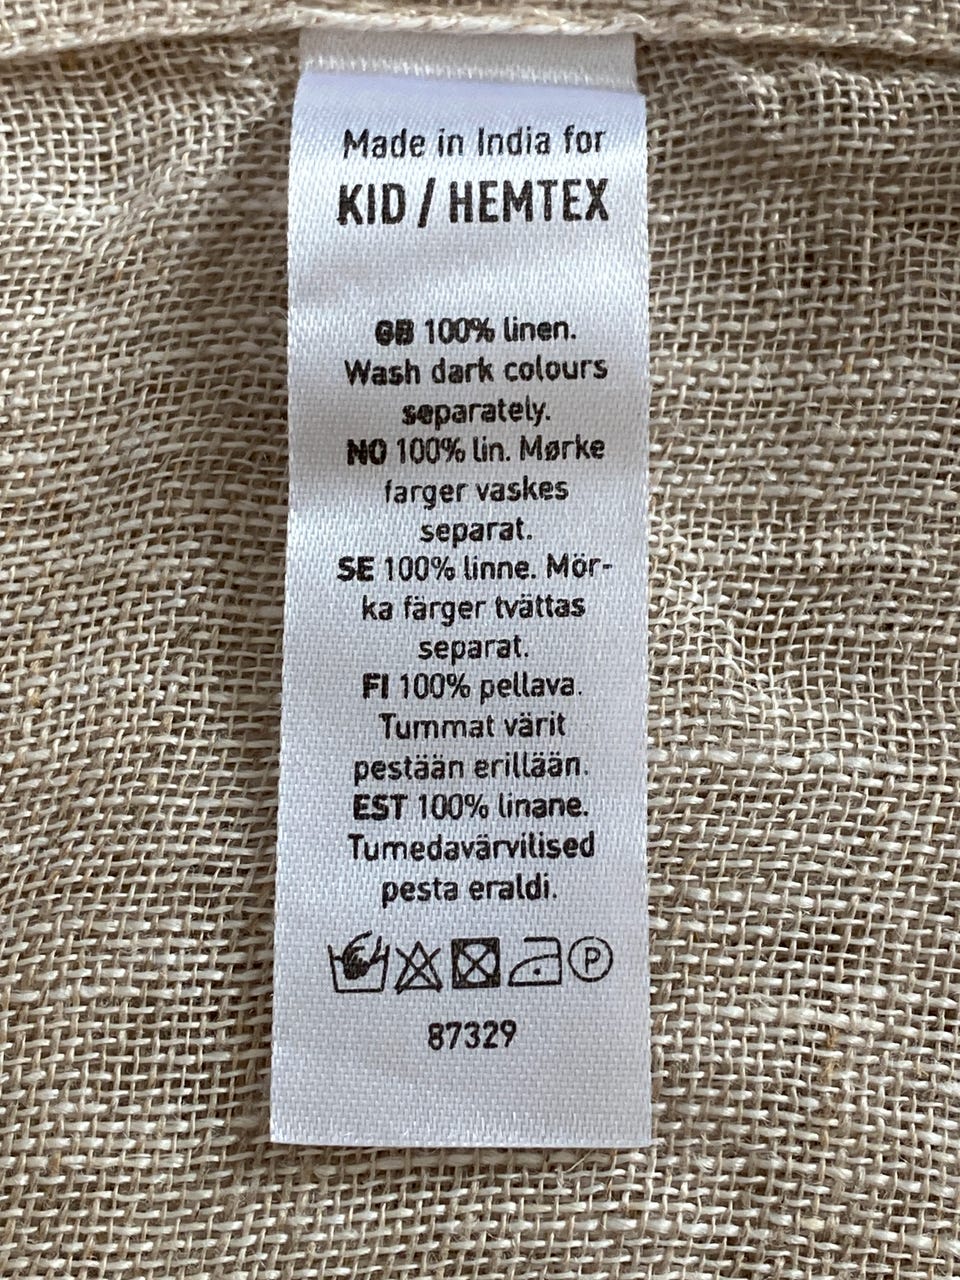 Made in India for
KID / HEMTEX
GB 100% linen.
Wash dark colours
separately.
NO 100% lin. Mørke
farger vaskes
separat.
SE 100% linne. Mör-
ka färger tvättas
separat.
FI 100% pellava.
Tummat värit
pestään erillään.
EST 100% linane.
Tumedavärvilised
pesta eraldi.
P
87329